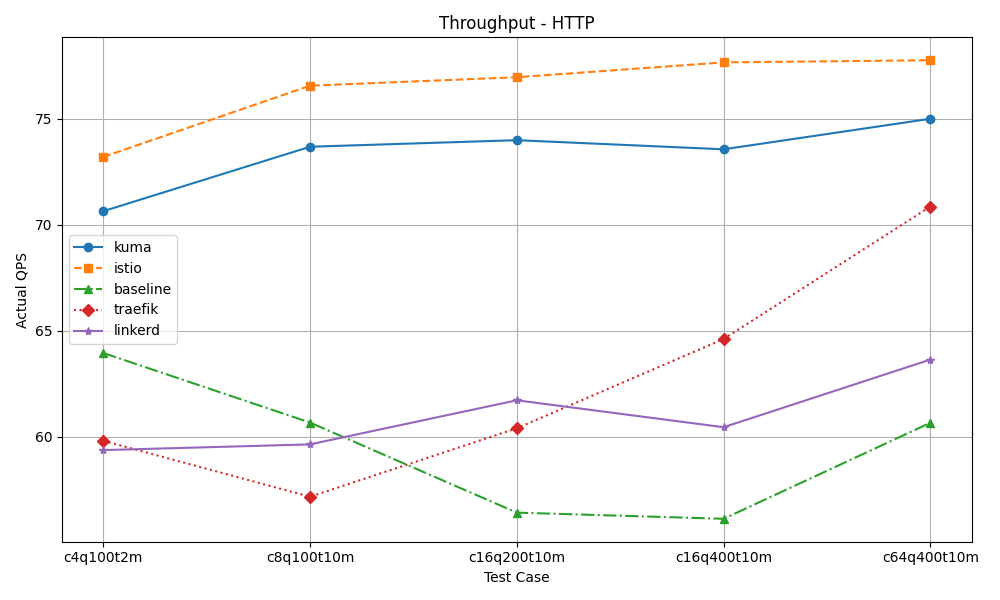 Throughput - HTTP
Actual QPS
75
70
65
60
kuma
istio
baseline
traefik
linkerd
c4q100t2m
c8q100t10m
c16q200t10m
c16q400t10m
c64q400t10m
Test Case